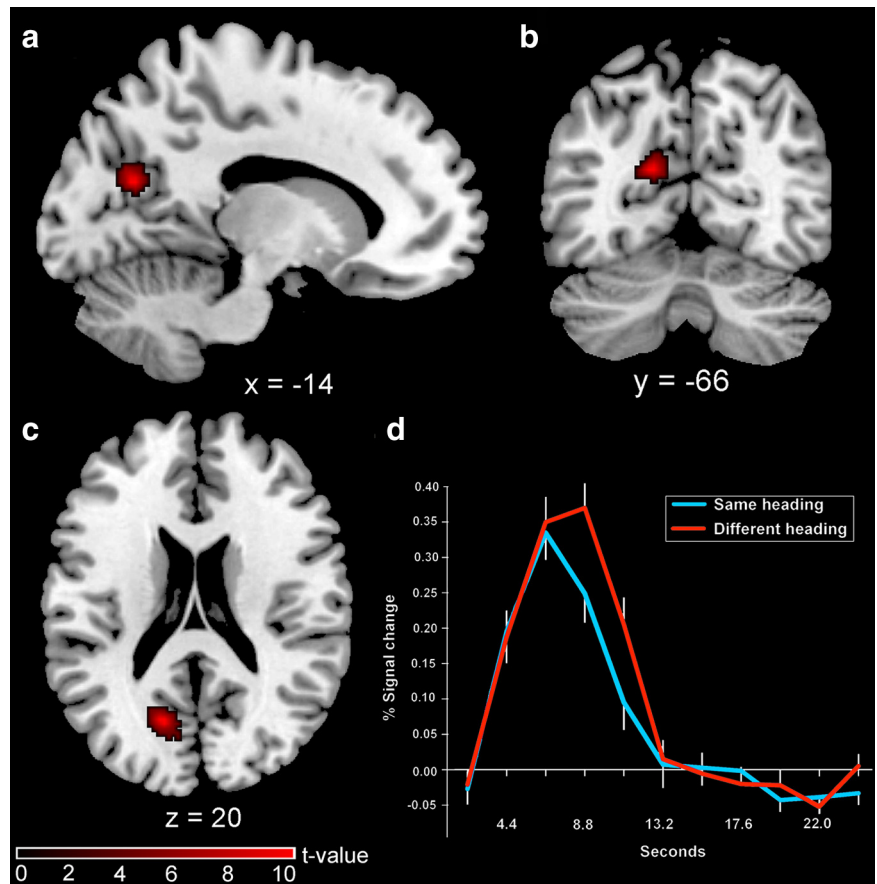 a
b
x = -14
y = -66
c
d
z = 20
t-value
0 2 4 6 8 10
Same heading
Different heading
% Signal change
0.40
0.35
0.30
0.25
0.20
0.15
0.10
0.05
0.00
-0.05
4.4 8.8 13.2 17.6 22.0
Seconds